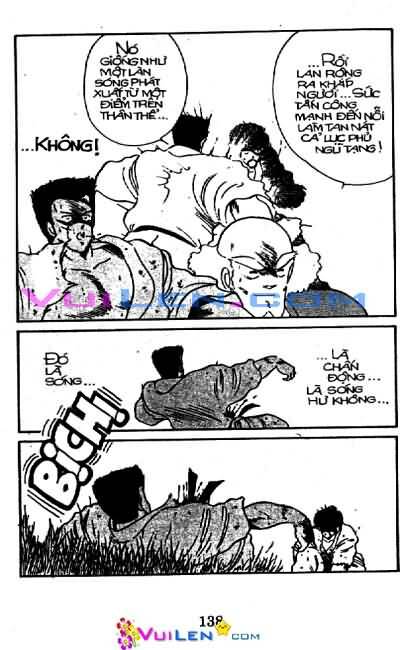 NÓ
GIỐNG NHƯ
MỘT LÀN
SÓNG PHÁT
XUẤT TỪ MỘT
ĐIỂM TRÊN
THÂN THỂ...
...RỒI
LAN RỘNG
RA KHẮP
NGƯỜI...SỨC
TẤN CÔNG
MẠNH ĐẾN NỖI
LÀM TAN NÁT
CẢ LỤC PHỦ
NGŨ TẠNG!
...KHÔNG!
VUILEN.COM
ĐÓ
LÀ
SÓNG...
...LÀ
CHẤN
ĐỘNG...
LÀ SÓNG
HƯ KHÔNG...
BỊCH!
138
VUILEN.COM